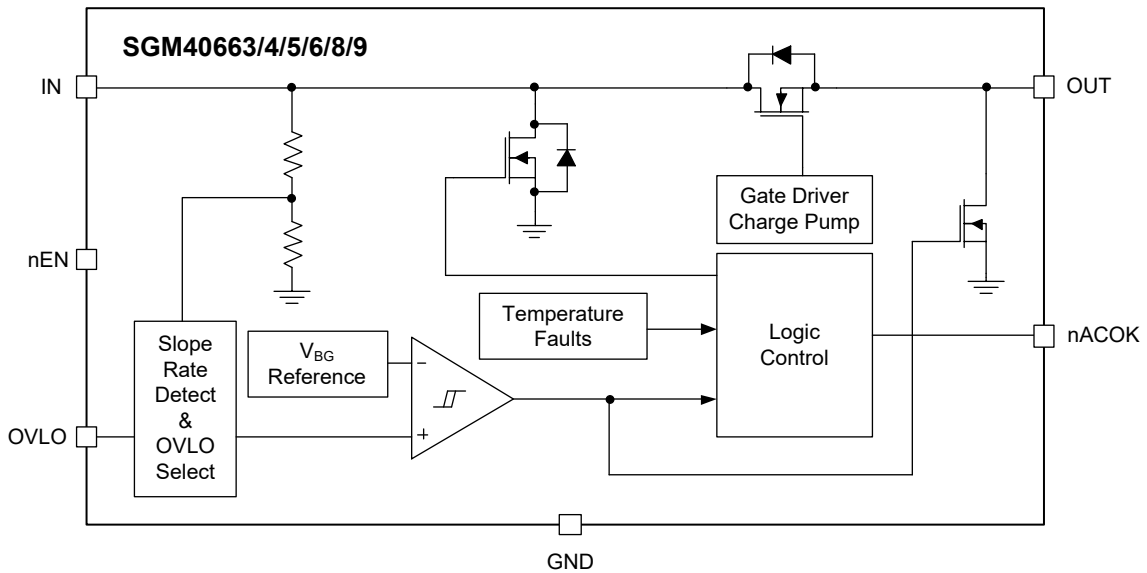 SGM40663/4/5/6/8/9
IN
OUT
Gate Driver
Charge Pump
nEN
Temperature
Faults
Logic
Control
nACOK
Slope
Rate
Detect
&
OVLO
Select
VBG
Reference
−
+
OVLO
GND